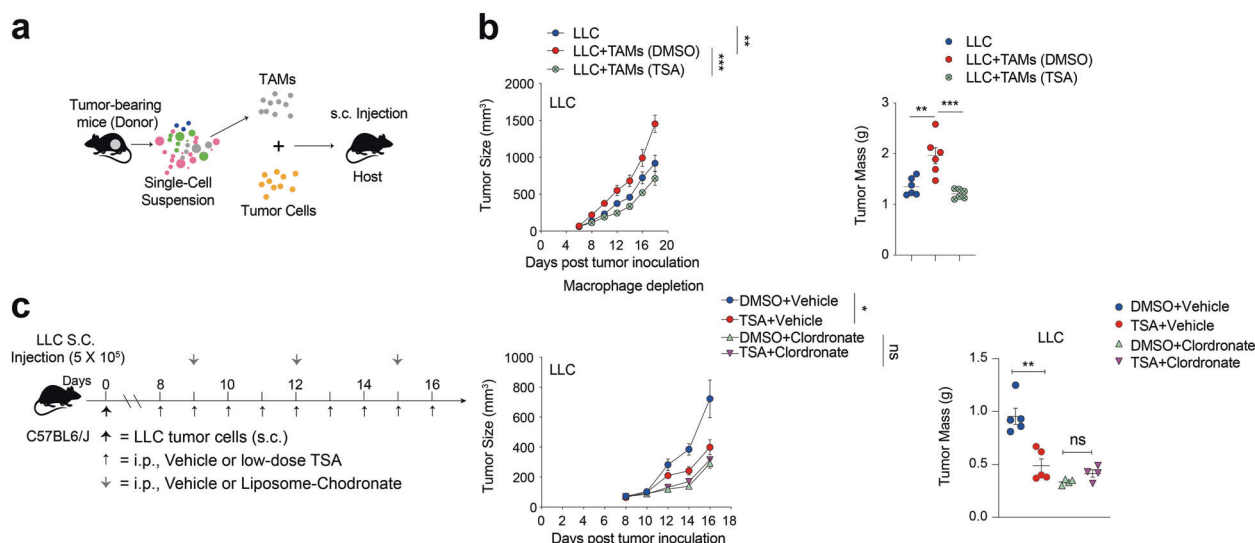 a
Tumor-bearing
mice (Donor)
TAMs
s.c. Injection
+
Single-Cell
Suspension
Host
Tumor Cells
b
LLC
LLC+TAMs (DMSO)
LLC+TAMs (TSA)
**
***
LLC
Tumor Size (mm³)
2000
1500
1000
500
0
0 4 8 12 16 20
Days post tumor inoculation
LLC
LLC+TAMs (DMSO)
LLC+TAMs (TSA)
** ***
Tumor Mass (g)
3
2
1
0
c
LLC S.C.
Injection (5 X 10⁵)
Days
0 8 10 12 14 16
C57BL6/J
= LLC tumor cells (s.c.)
= i.p., Vehicle or low-dose TSA
= i.p., Vehicle or Liposome-Chodronate
Macrophage depletion
DMSO+Vehicle
TSA+Vehicle
DMSO+Clordronate
TSA+Clordronate
*
ns
LLC
Tumor Size (mm³)
1000
800
600
400
200
0
0 2 4 6 8 10 12 14 16 18
Days post tumor inoculation
DMSO+Vehicle
TSA+Vehicle
DMSO+Clordronate
TSA+Clordronate
LLC
Tumor Mass (g)
1.5
1.0
0.5
0.0
**
ns